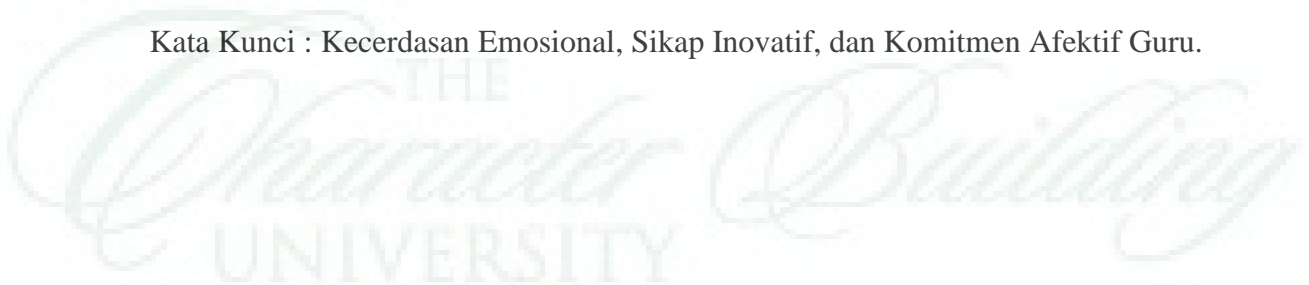 Kata Kunci : Kecerdasan Emosional, Sikap Inovatif, dan Komitmen Afektif Guru.
THE
Character Building
UNIVERSITY